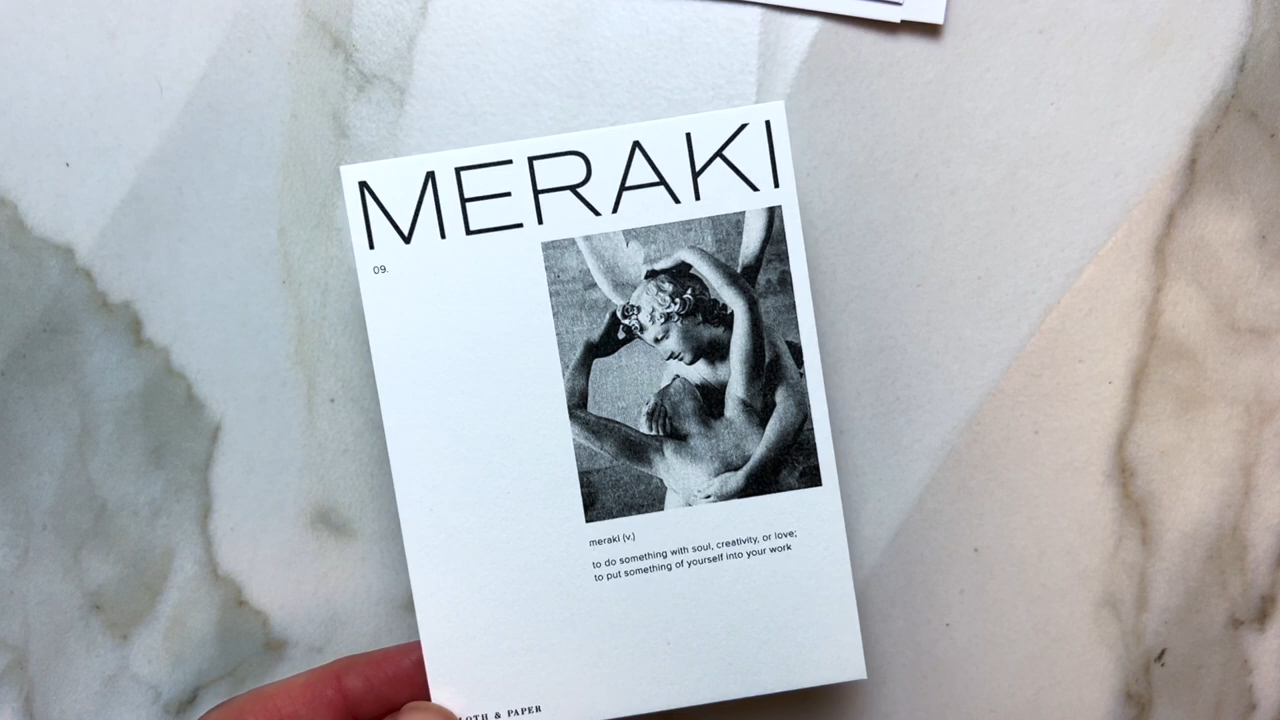 MERAKI
09.
meraki (v.)
to do something with soul, creativity, or love;
to put something of yourself into your work
& PAPER